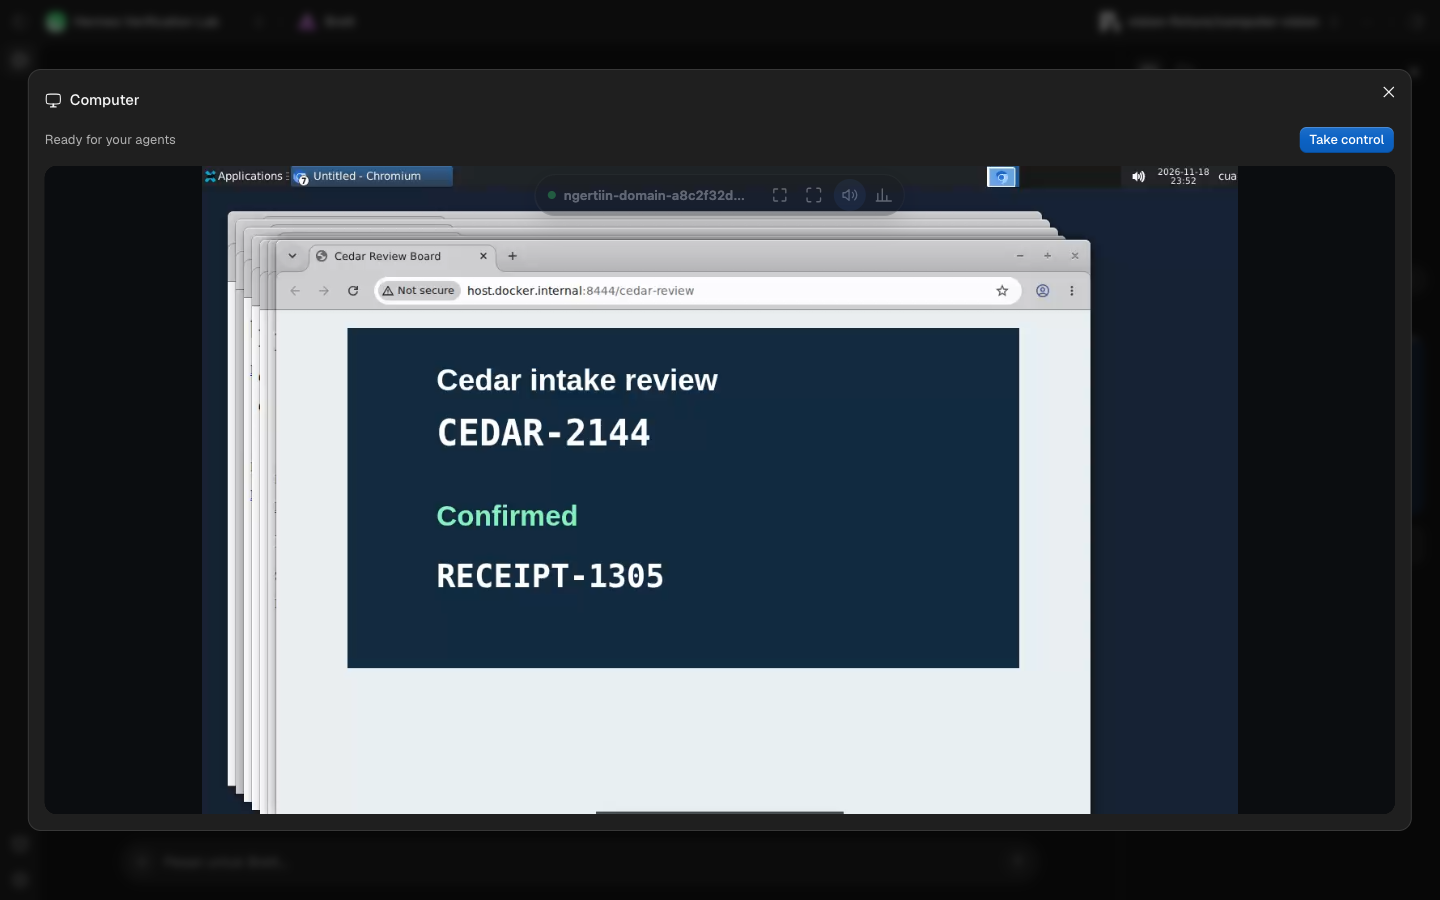 Computer
Ready for your agents
Take control
Applications
7
Untitled - Chromium
2026-11-18
23:52
cua
ngertiin-domain-a8c2f32d...
Cedar Review Board
Not secure
host.docker.internal:8444/cedar-review
Cedar intake review
CEDAR-2144
Confirmed
RECEIPT-1305